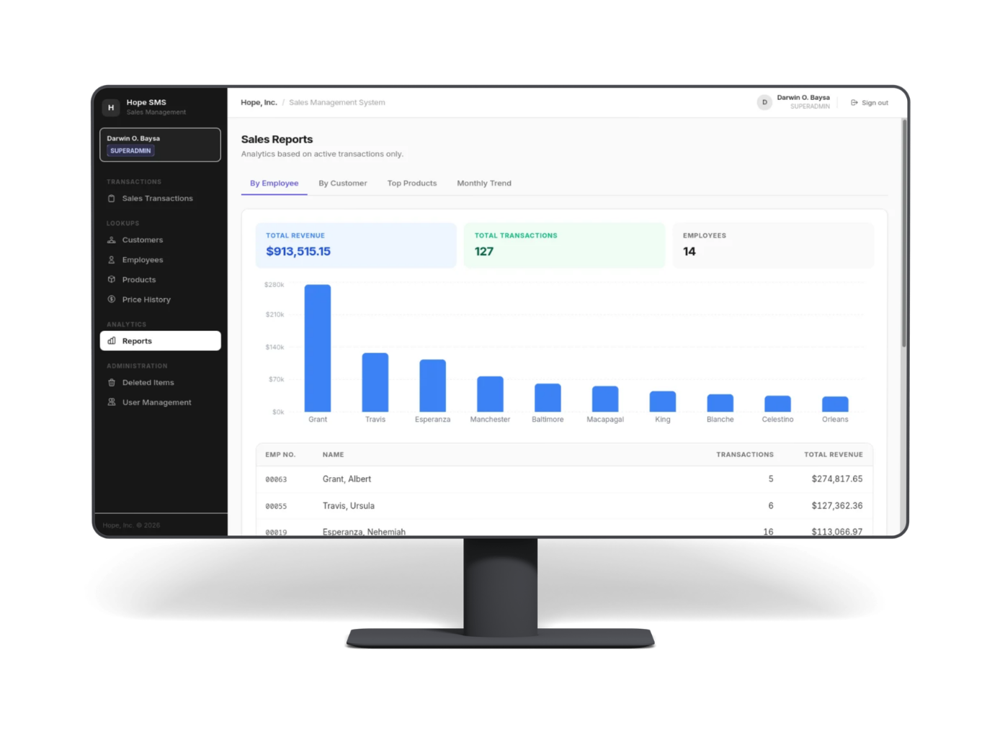 H
Hope SMS
Sales Management
Darwin O. Baysa
SUPERADMIN
TRANSACTIONS
Sales Transactions
LOOKUPS
Customers
Employees
Products
Price History
ANALYTICS
Reports
ADMINISTRATION
Deleted Items
User Management
Hope, Inc. © 2026
Hope, Inc. / Sales Management System
D
Darwin O. Baysa
SUPERADMIN
Sign out
Sales Reports
Analytics based on active transactions only.
By Employee By Customer Top Products Monthly Trend
TOTAL REVENUE
$913,515.15
TOTAL TRANSACTIONS
127
EMPLOYEES
14
$280k
$210k
$140k
$70k
$0k
Grant Travis Esperanza Manchester Baltimore Macapagal King Blanche Celestino Orleans
EMP NO. NAME TRANSACTIONS TOTAL REVENUE
00063 Grant, Albert 5 $274,817.65
00055 Travis, Ursula 6 $127,362.36
00019 Esperanza, Nehemiah 16 $113,066.97